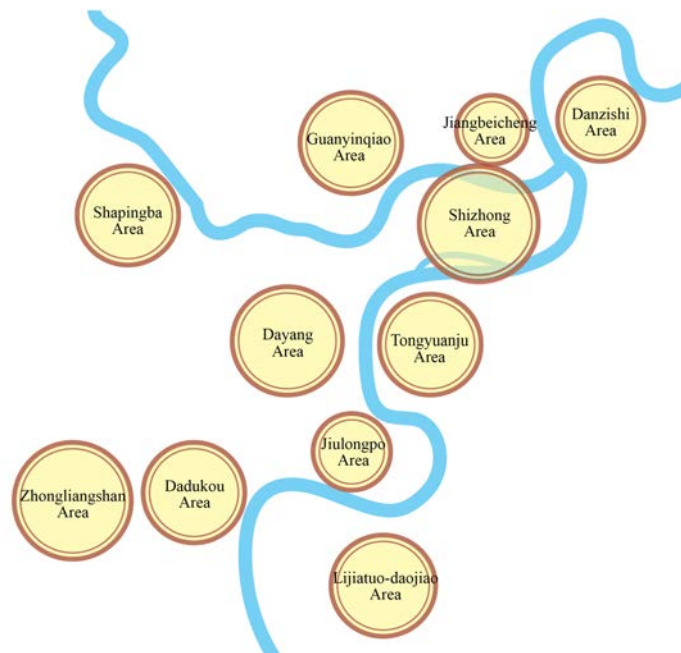 Jiangbeicheng
Area
Danzishi
Area
Guanyinqiao
Area
Shapingba
Area
Shizhong
Area
Dayang
Area
Tongyuanju
Area
Jiulongpo
Area
Zhongliangshan
Area
Dadukou
Area
Lijiatuo-daojiao
Area